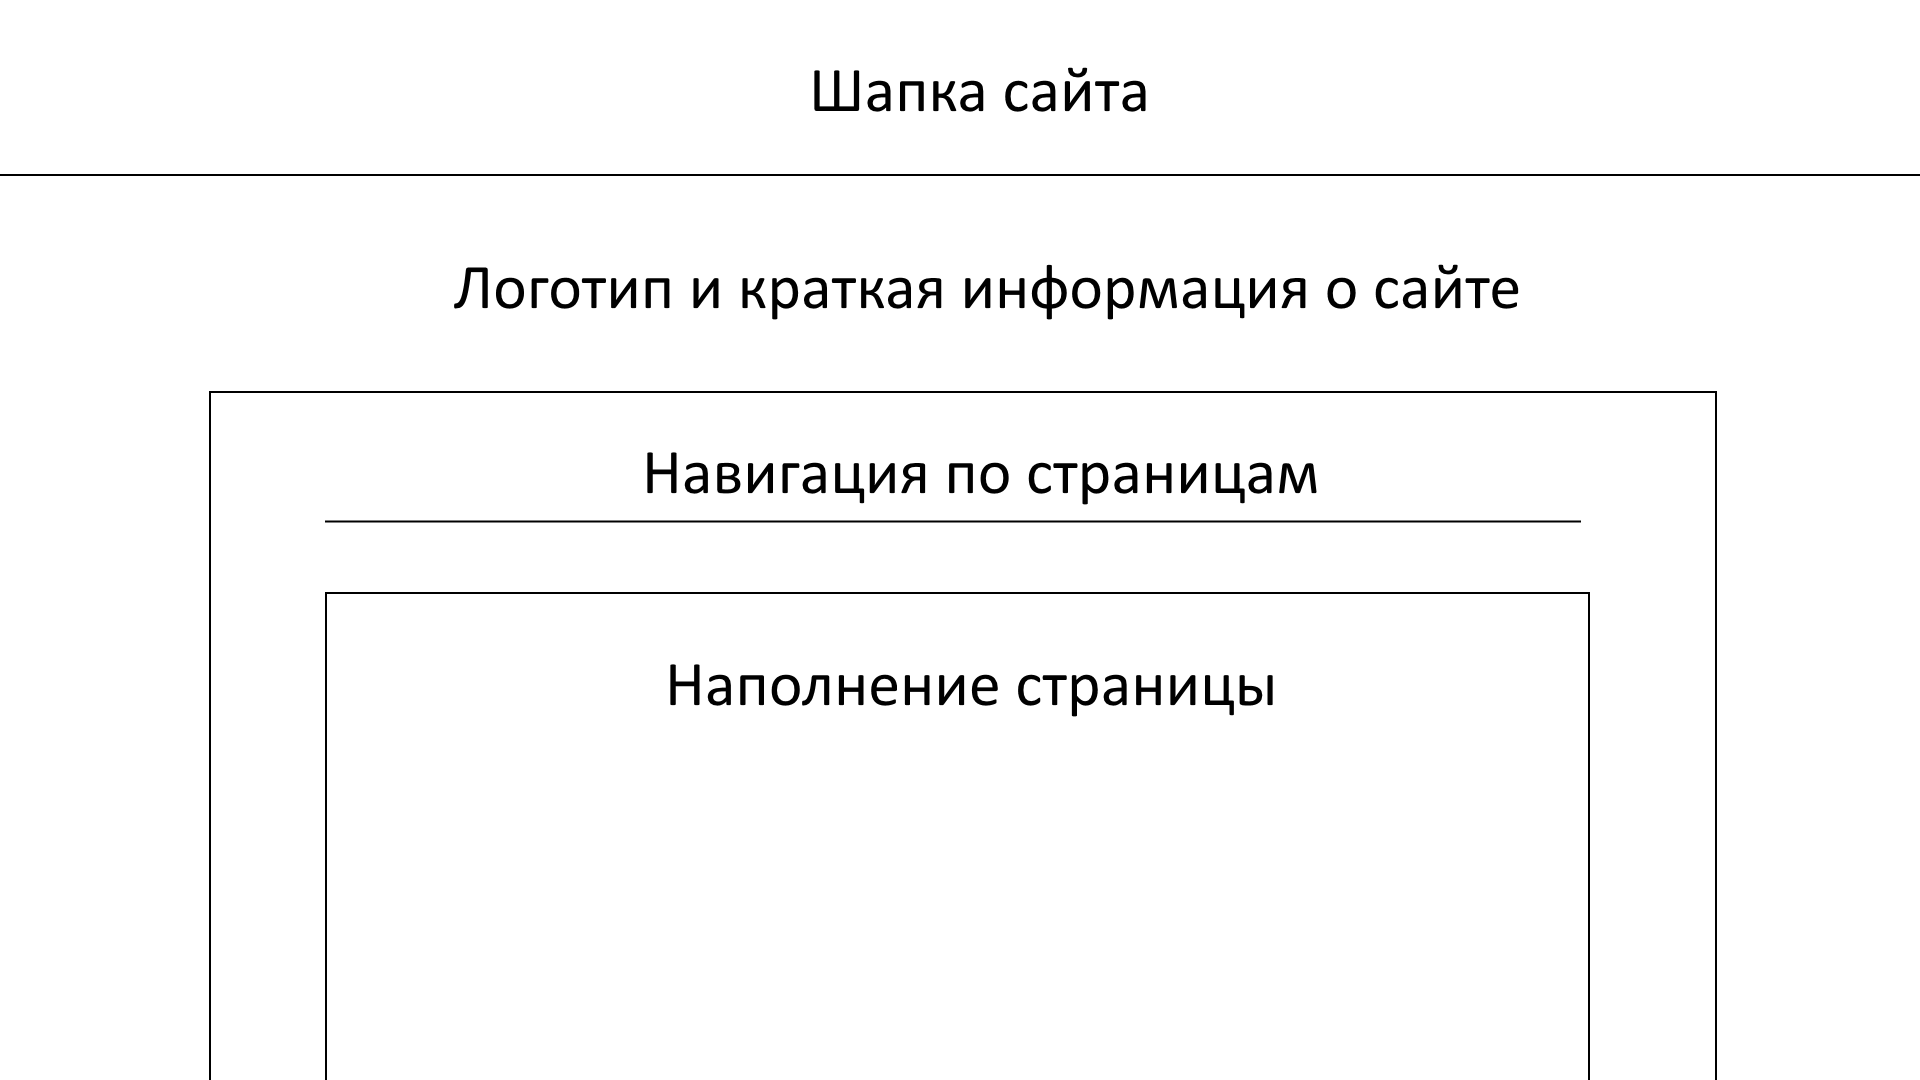 Шапка сайта
Логотип и краткая информация о сайте
Навигация по страницам
Наполнение страницы